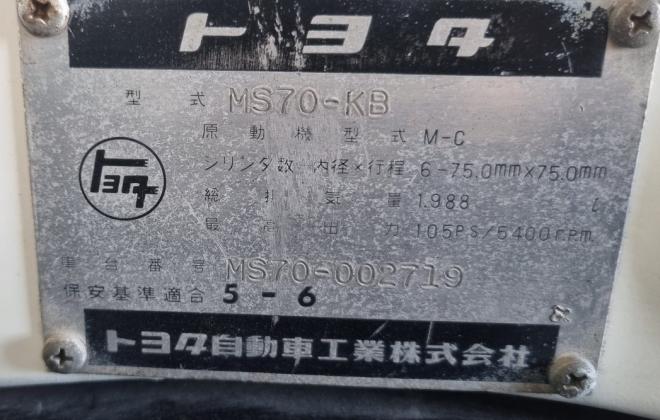 トヨタ
型式 MS70-KB
原動機型式 M-C
トヨタ
シリンダ数 内径×行程 6-75.0mm×75.0mm
総排気量 1.988 l
最高出力 105PS/5400r.p.m.
車台番号 MS70-002719
保安基準適合 5-6
トヨタ自動車工業株式会社